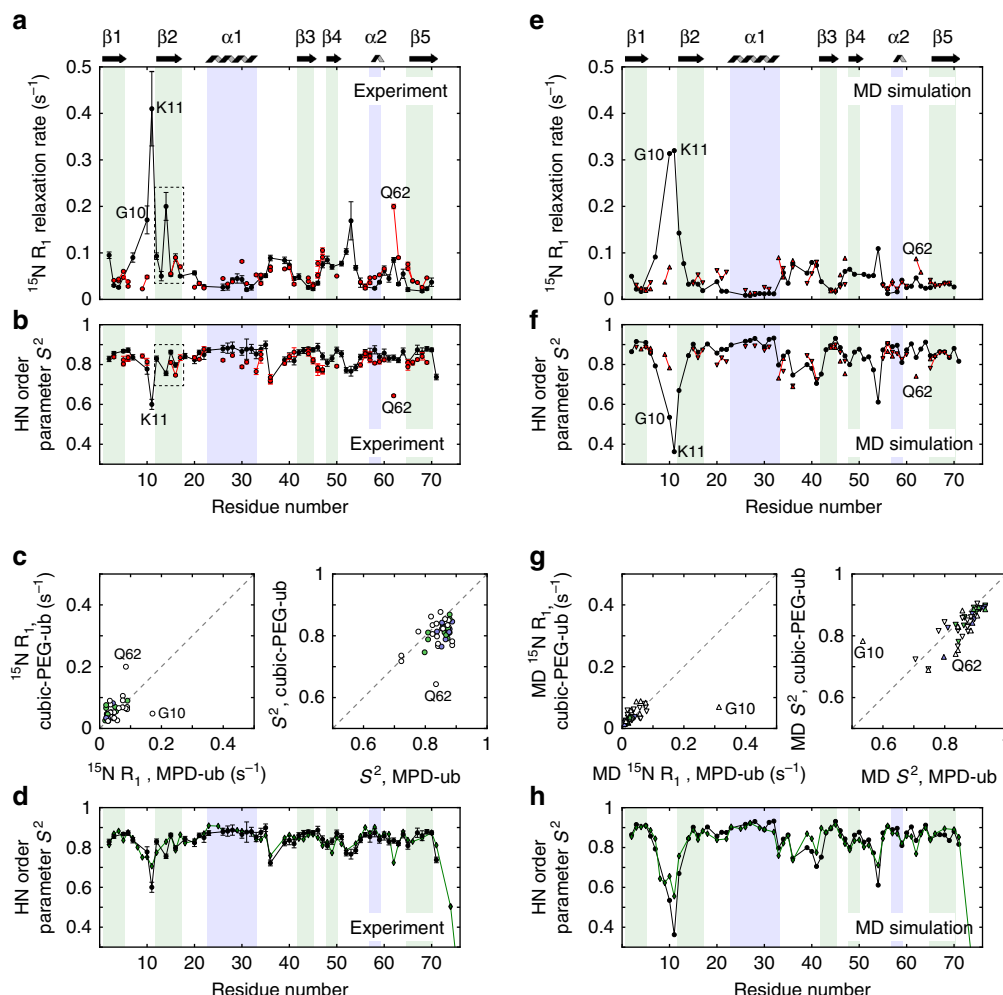 a
β1 β2 α1 β3 β4 α2 β5
0.5
0.4
0.3
0.2
0.1
0
¹⁵N R₁ relaxation rate (s⁻¹)
Experiment
K11
G10
Q62
b
1
0.8
0.6
0.4
HN order
parameter S²
K11
Q62
Experiment
10 20 30 40 50 60 70
Residue number
e
β1 β2 α1 β3 β4 α2 β5
0.5
0.4
0.3
0.2
0.1
0
¹⁵N R₁ relaxation rate (s⁻¹)
MD simulation
G10
K11
Q62
f
1
0.8
0.6
0.4
HN order
parameter S²
G10
K11
Q62
MD simulation
10 20 30 40 50 60 70
Residue number
c
¹⁵N R₁,
cubic-PEG-ub (s⁻¹)
0.4
0.2
0
Q62
G10
0 0.2 0.4
¹⁵N R₁ , MPD-ub (s⁻¹)
S², cubic-PEG-ub
1
0.8
0.6
Q62
0.6 0.8 1
S², MPD-ub
g
MD ¹⁵N R₁,
cubic-PEG-ub (s⁻¹)
0.4
0.2
0
G10
0 0.2 0.4
MD ¹⁵N R₁ , MPD-ub (s⁻¹)
MD S², cubic-PEG-ub
1
0.8
0.6
G10
Q62
0.6 0.8 1
MD S², MPD-ub
d
1
0.8
0.6
0.4
HN order
parameter S²
Experiment
10 20 30 40 50 60 70
Residue number
h
1
0.8
0.6
0.4
HN order
parameter S²
MD simulation
10 20 30 40 50 60 70
Residue number